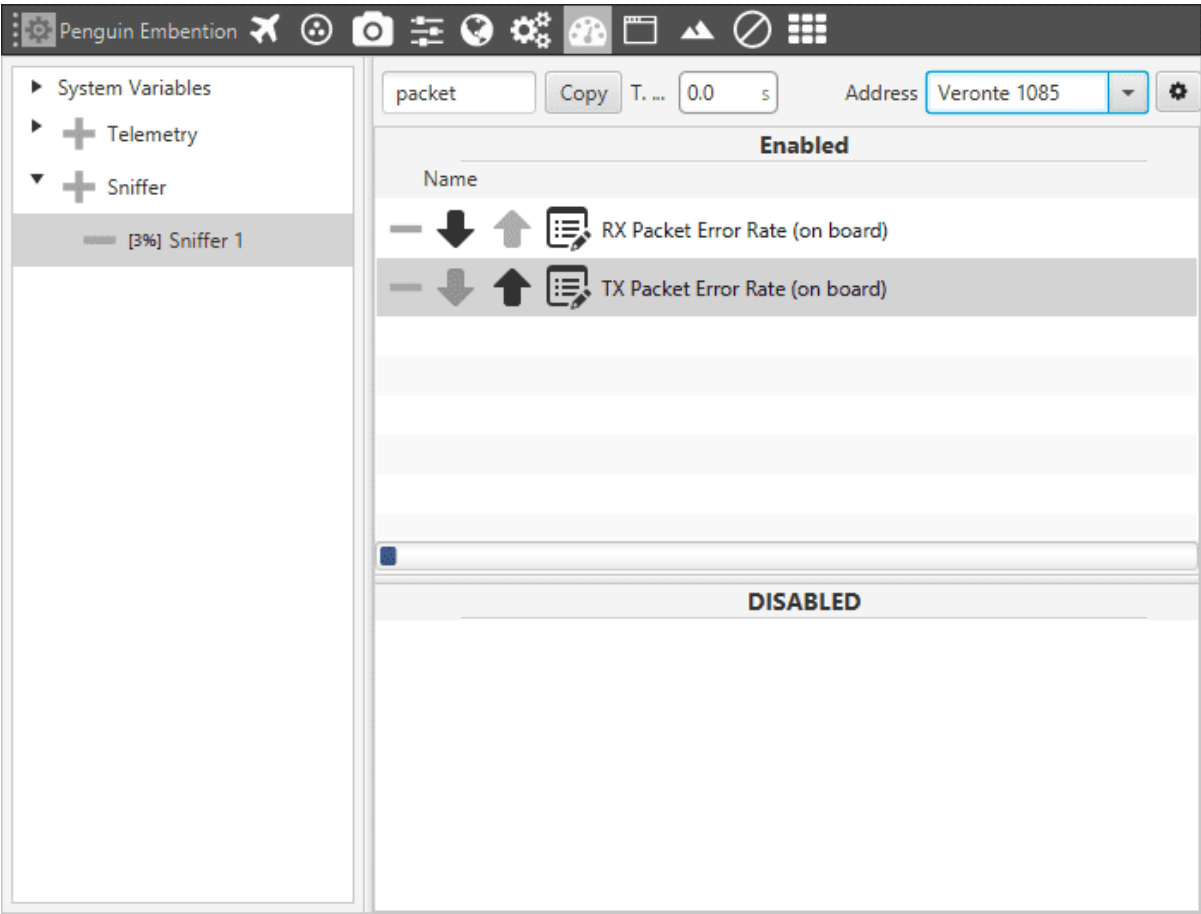 Penguin Embention
System Variables
Telemetry
Sniffer
[3%] Sniffer 1
packet Copy T. ... 0.0 s Address Veronte 1085
Enabled
Name
RX Packet Error Rate (on board)
TX Packet Error Rate (on board)
DISABLED